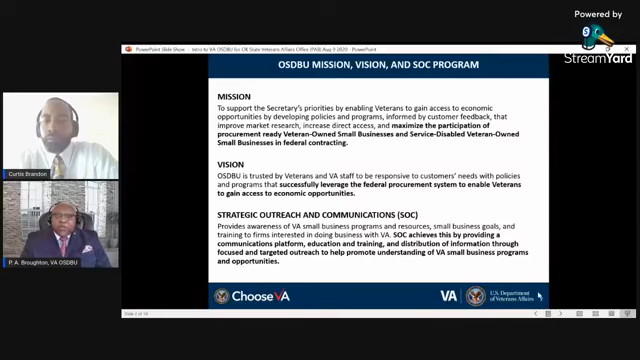 Powered by
S
StreamYard
PowerPoint Slide Show - Intro to VA OSDBU for OK State Veterans Affairs Office (PAB) Aug 9 2020 - PowerPoint
OSDBU MISSION, VISION, AND SOC PROGRAM
MISSION
To support the Secretary's priorities by enabling Veterans to gain access to economic
opportunities by developing policies and programs, informed by customer feedback, that
improve market research, increase direct access, and maximize the participation of
procurement ready Veteran-Owned Small Businesses and Service-Disabled Veteran-Owned
Small Businesses in federal contracting.
VISION
OSDBU is trusted by Veterans and VA staff to be responsive to customers' needs with policies
and programs that successfully leverage the federal procurement system to enable Veterans
to gain access to economic opportunities.
STRATEGIC OUTREACH AND COMMUNICATIONS (SOC)
Provides awareness of VA small business programs and resources, small business goals, and
training to firms interested in doing business with VA. SOC achieves this by providing a
communications platform, education and training, and distribution of information through
focused and targeted outreach to help promote understanding of VA small business programs
and opportunities.
Choose VA
VA
U.S. Department
of Veterans Affairs
Slide 2 of 18
Curtis Brandon
P. A. Broughton, VA OSDBU